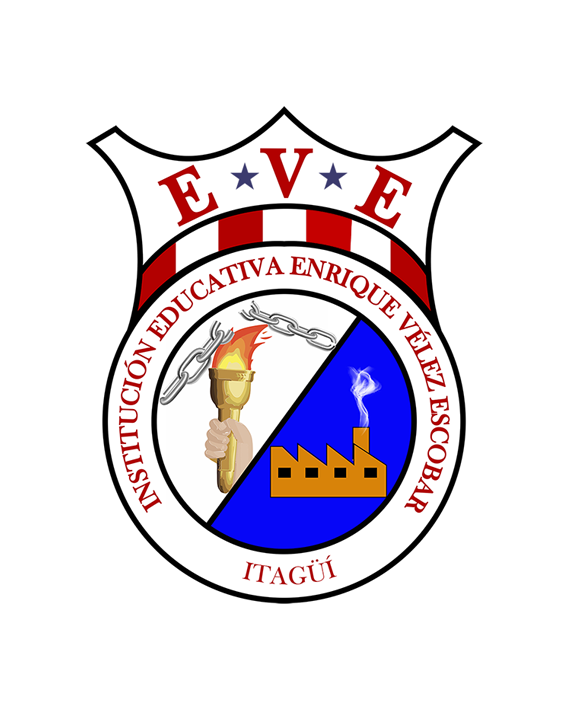 E V E
INSTITUCIÓN EDUCATIVA ENRIQUE VÉLEZ ESCOBAR
ITAGÜÍ